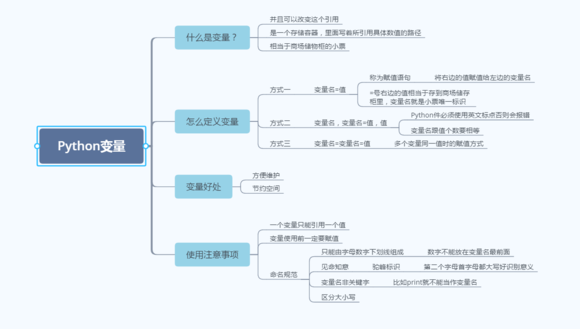 Python变量
什么是变量？
并且可以改变这个引用
是一个存储容器，里面写着所引用具体数值的路径
相当于商场储物柜的小票
怎么定义变量
方式一
变量名=值
称为赋值语句
将右边的值赋值给左边的变量名
=号右边的值相当于存到商场储存
柜里，变量名就是小票唯一标识
方式二
变量名，变量名=值，值
Python件必须使用英文标点否则会报错
变量名跟值个数要相等
方式三
变量名=变量名=值
多个变量同一值时的赋值方式
变量好处
方便维护
节约空间
使用注意事项
一个变量只能引用一个值
变量使用前一定要赋值
命名规范
只能由字母数字下划线组成
数字不能放在变量名最前面
见命知意
驼峰标识
第二个字母首字母都大写好识别意义
变量名非关键字
比如print就不能当作变量名
区分大小写